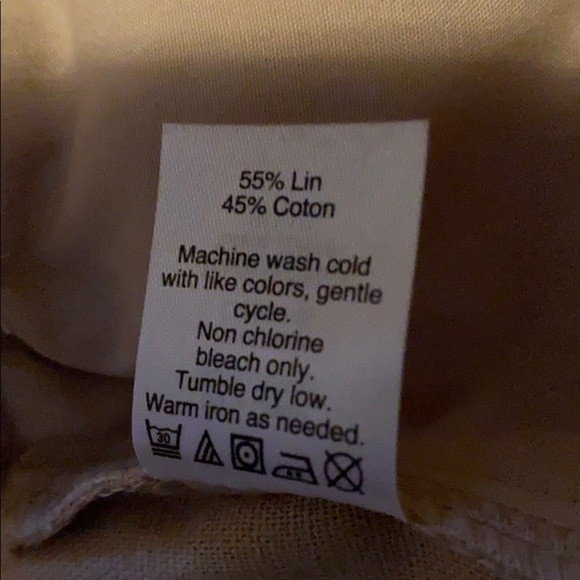 55% Lin
45% Coton
Machine wash cold
with like colors, gentle
cycle.
Non chlorine
bleach only.
Tumble dry low.
Warm iron as needed.
30